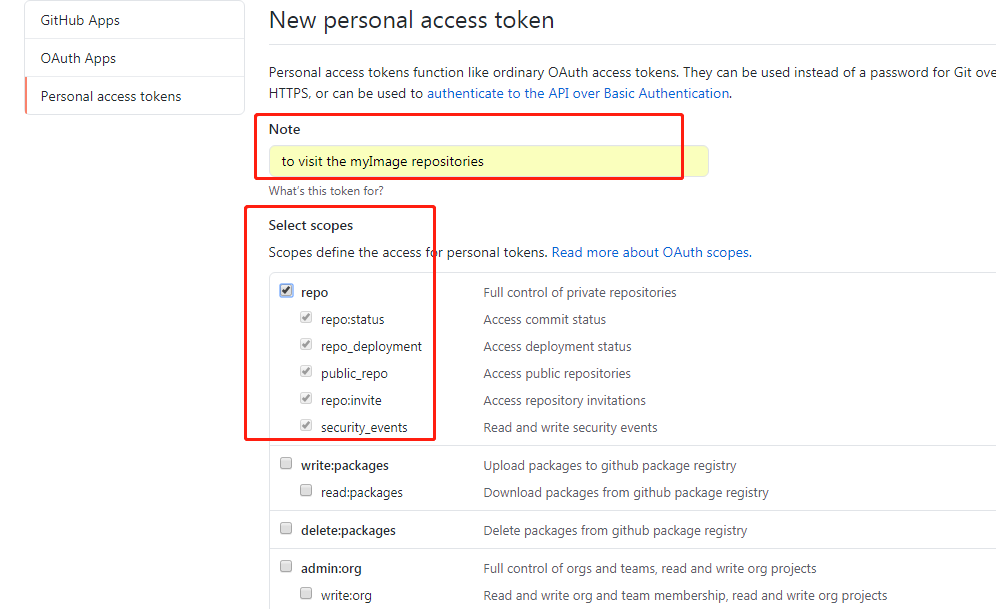 GitHub Apps
OAuth Apps
Personal access tokens
New personal access token
Personal access tokens function like ordinary OAuth access tokens. They can be used instead of a password for Git ove
HTTPS, or can be used to authenticate to the API over Basic Authentication.
Note
to visit the myImage repositories
What's this token for?
Select scopes
Scopes define the access for personal tokens. Read more about OAuth scopes.
repo Full control of private repositories
repo:status Access commit status
repo_deployment Access deployment status
public_repo Access public repositories
repo:invite Access repository invitations
security_events Read and write security events
write:packages Upload packages to github package registry
read:packages Download packages from github package registry
delete:packages Delete packages from github package registry
admin:org Full control of orgs and teams, read and write org projects
write:org Read and write org and team membership, read and write org projects